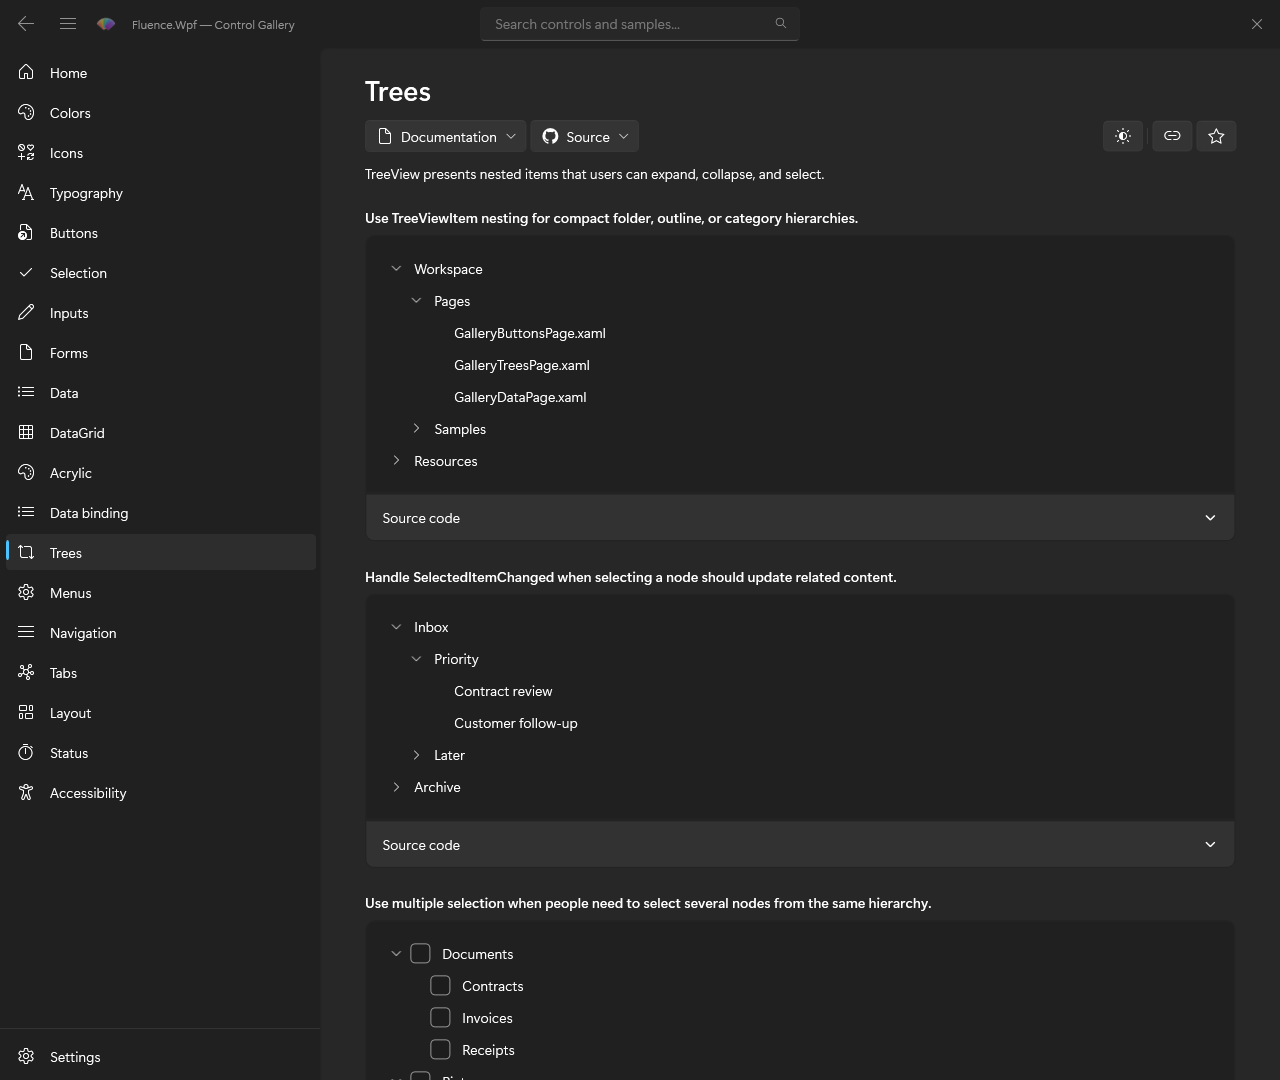 Fluence.Wpf — Control Gallery
Search controls and samples...
Home
Colors
Icons
Typography
Buttons
Selection
Inputs
Forms
Data
DataGrid
Acrylic
Data binding
Trees
Menus
Navigation
Tabs
Layout
Status
Accessibility
Settings
Trees
Documentation
Source
TreeView presents nested items that users can expand, collapse, and select.
Use TreeViewItem nesting for compact folder, outline, or category hierarchies.
Workspace
Pages
GalleryButtonsPage.xaml
GalleryTreesPage.xaml
GalleryDataPage.xaml
Samples
Resources
Source code
Handle SelectedItemChanged when selecting a node should update related content.
Inbox
Priority
Contract review
Customer follow-up
Later
Archive
Source code
Use multiple selection when people need to select several nodes from the same hierarchy.
Documents
Contracts
Invoices
Receipts